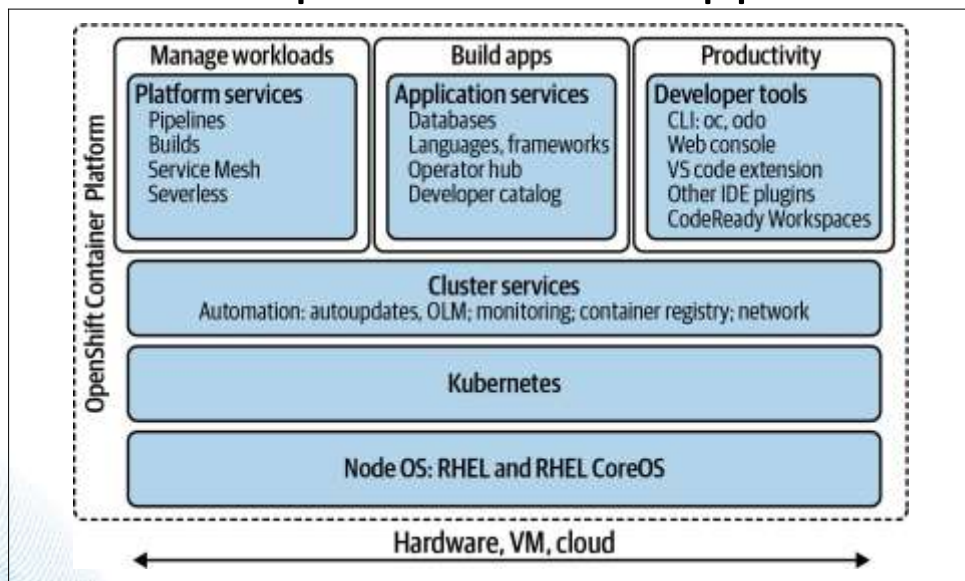 OpenShift Container Platform
Manage workloads
Platform services
Pipelines
Builds
Service Mesh
Severless
Build apps
Application services
Databases
Languages, frameworks
Operator hub
Developer catalog
Productivity
Developer tools
CLI: oc, odo
Web console
VS code extension
Other IDE plugins
CodeReady Workspaces
Cluster services
Automation: autoupdates, OLM; monitoring; container registry; network
Kubernetes
Node OS: RHEL and RHEL CoreOS
Hardware, VM, cloud